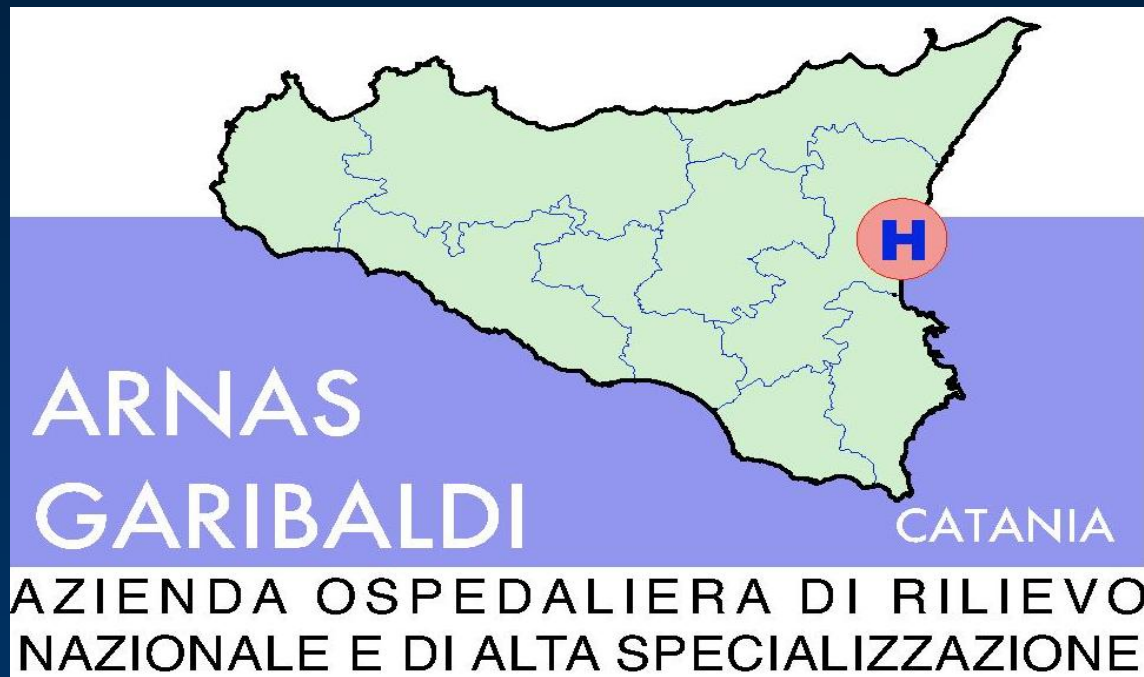 H
ARNAS
GARIBALDI
CATANIA
AZIENDA OSPEDALIERA DI RILIEVO
NAZIONALE E DI ALTA SPECIALIZZAZIONE